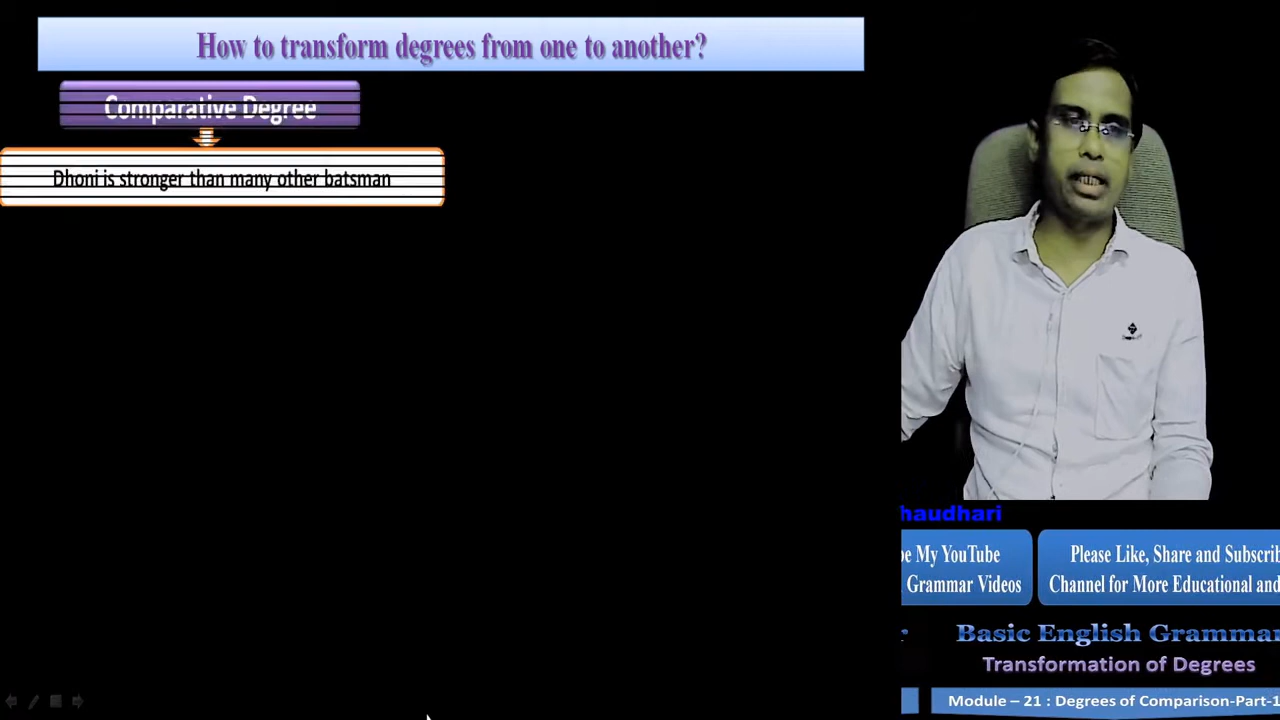 How to transform degrees from one to another?
Comparative Degree
Dhoni is stronger than many other batsman
haudhari
be My YouTube
Grammar Videos
Please Like, Share and Subscrib
Channel for More Educational and
r
Basic English Grammar
Transformation of Degrees
Module – 21 : Degrees of Comparison-Part-1